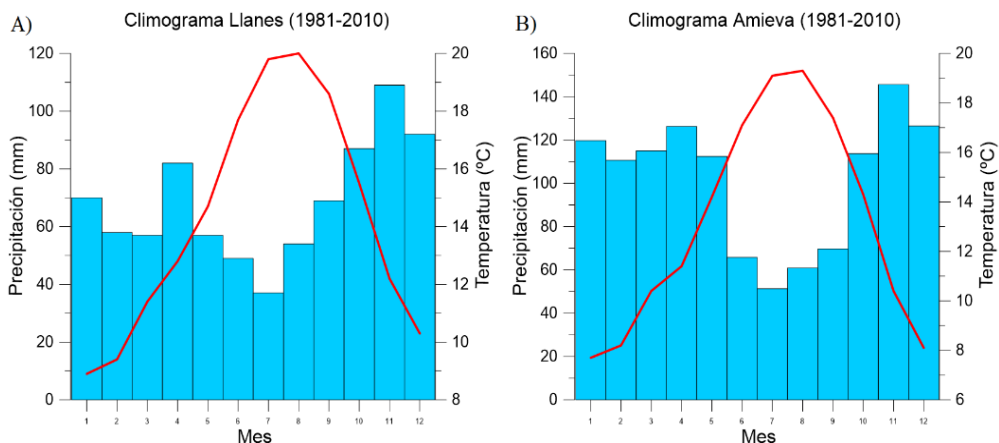 A)
Climograma Llanes (1981-2010)
120
100
80
60
40
20
0
Precipitación (mm)
20
18
16
14
12
10
8
Temperatura (ºC)
1 2 3 4 5 6 7 8 9 10 11 12
Mes
B)
Climograma Amieva (1981-2010)
160
140
120
100
80
60
40
20
0
Precipitación (mm)
20
18
16
14
12
10
8
6
Temperatura (ºC)
1 2 3 4 5 6 7 8 9 10 11 12
Mes